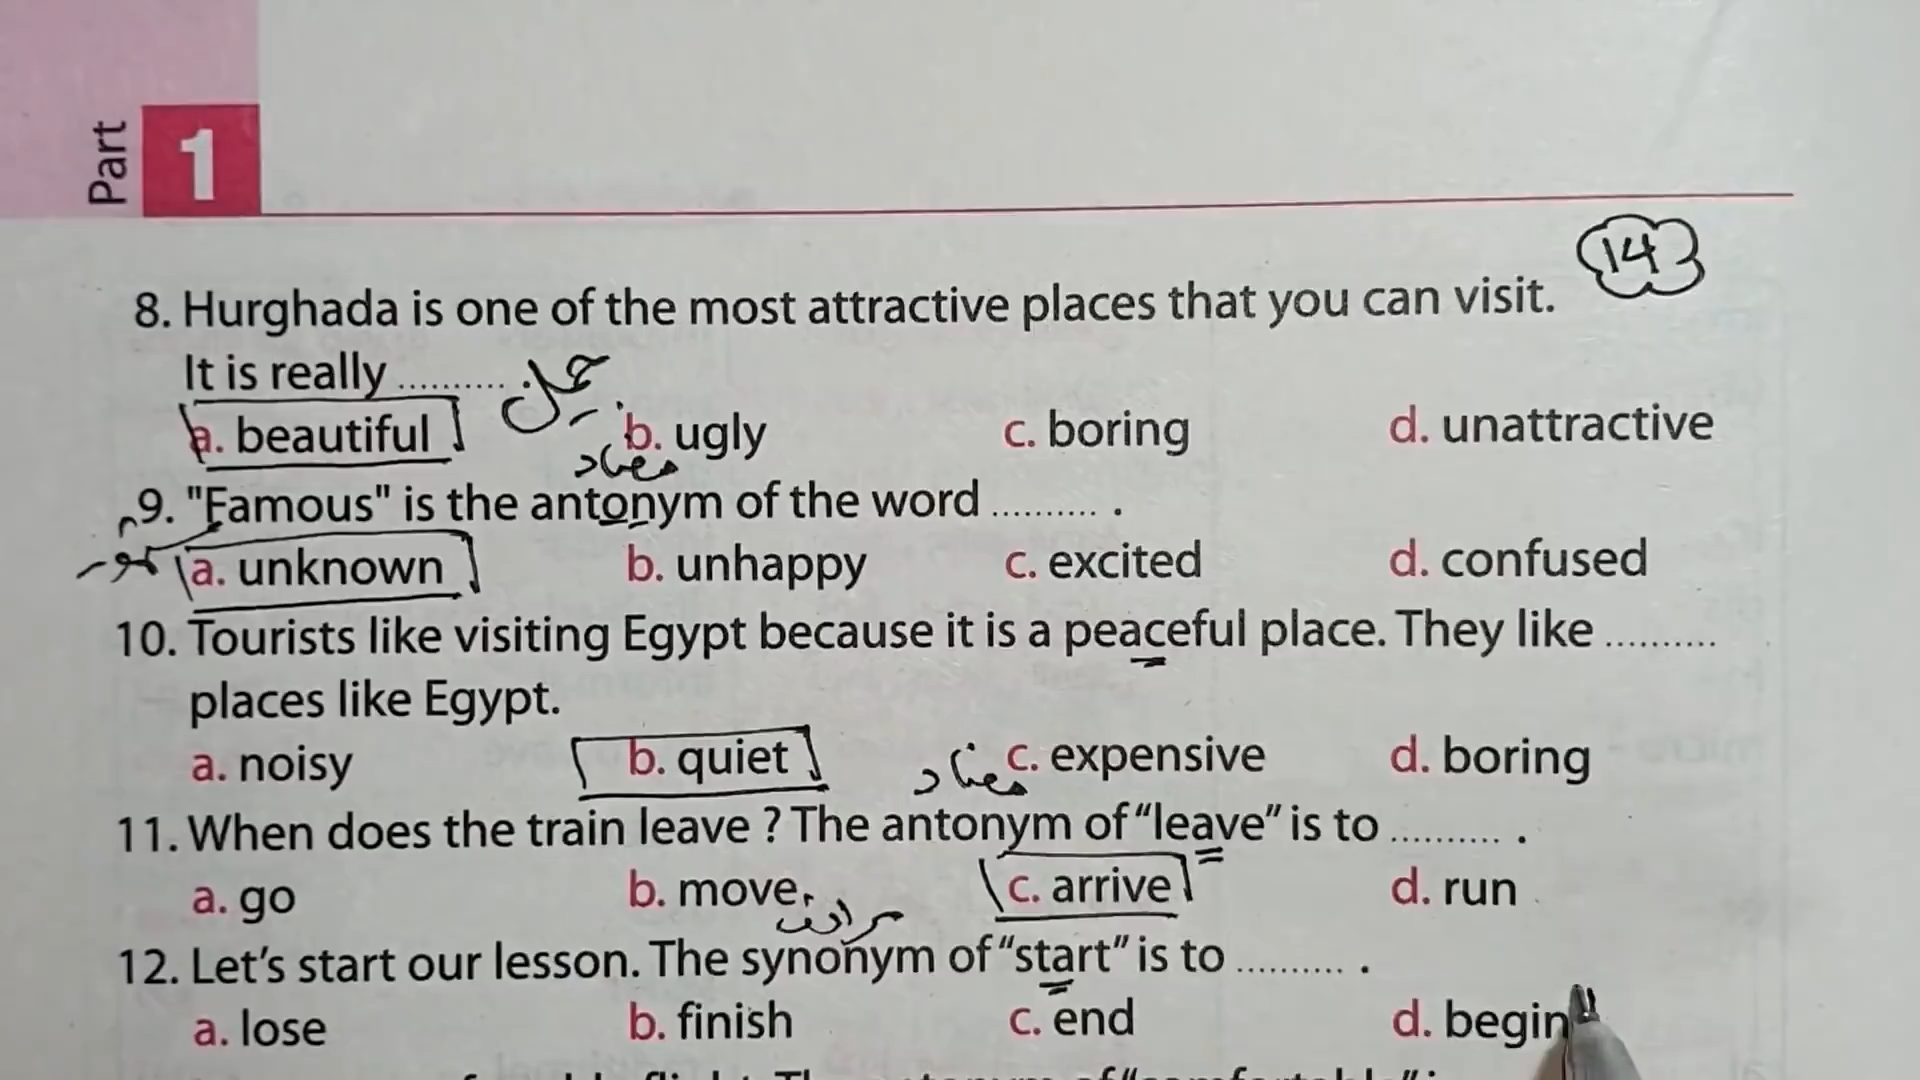 Part 1
14
8. Hurghada is one of the most attractive places that you can visit.
It is really .......... .
جميل
a. beautiful b. ugly c. boring d. unattractive
مضاد
9. "Famous" is the antonym of the word .......... .
a. unknown b. unhappy c. excited d. confused
10. Tourists like visiting Egypt because it is a peaceful place. They like ..........
places like Egypt.
a. noisy b. quiet c. expensive d. boring
مضاد
11. When does the train leave ? The antonym of “leave” is to .......... .
a. go b. move c. arrive d. run
مرادف
12. Let’s start our lesson. The synonym of “start” is to .......... .
a. lose b. finish c. end d. begin